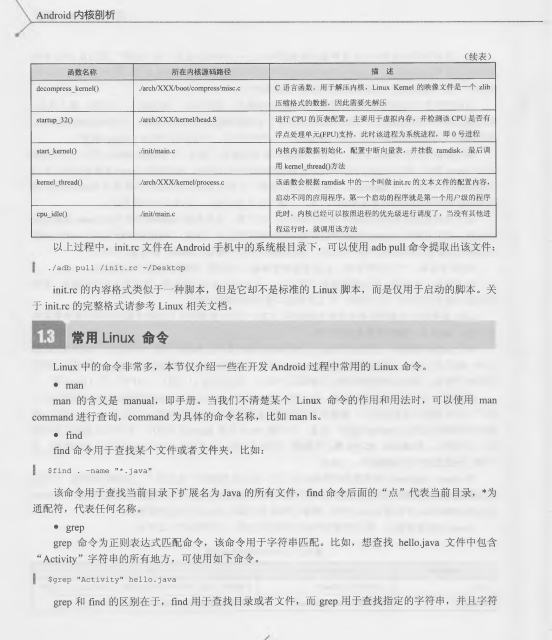 Android 内核剖析
(续表)
函数名称 所在内核源码路径 描 述
decompress_kernel() ./arch/XXX/boot/compress/misc.c C 语言函数，用于解压内核，Linux Kernel 的映像文件是一个 zlib
压缩格式的数据，因此需要先解压
startup_32() ./arch/XXX/kernel/head.S 进行 CPU 的页表配置，主要用于虚拟内存，并检测该 CPU 是否有
浮点处理单元(FPU)支持，此时该进程为系统进程，即 0 号进程
start_kernel() ./init/main.c 内核内部数据初始化，配置中断向量表，并挂载 ramdisk，最后调
用 kernel_thread()方法
kernel_thread() ./arch/XXX/kernel/process.c 该函数会根据 ramdisk 中的一个叫做 init.rc 的文本文件的配置内容，
启动不同的应用程序，第一个启动的程序就是第一个用户级的程序
cpu_idle() ./init/main.c 此时，内核已经可以按照进程的优先级进行调度了，当没有其他进
程运行时，就调用该方法
以上过程中，init.rc 文件在 Android 手机中的系统根目录下，可以使用 adb pull 命令提取出该文件：
./adb pull /init.rc ~/Desktop
init.rc 的内容格式类似于一种脚本，但是它却不是标准的 Linux 脚本，而是仅用于启动的脚本。关
于 init.rc 的完整格式请参考 Linux 相关文档。
1.3 常用 Linux 命令
Linux 中的命令非常多，本节仅介绍一些在开发 Android 过程中常用的 Linux 命令。
● man
man 的含义是 manual，即手册。当我们不清楚某个 Linux 命令的作用和用法时，可以使用 man
command 进行查询，command 为具体的命令名称，比如 man ls。
● find
find 命令用于查找某个文件或者文件夹，比如：
$find . -name "*.java"
该命令用于查找当前目录下扩展名为 Java 的所有文件，find 命令后面的“点”代表当前目录，*为
通配符，代表任何名称。
● grep
grep 命令为正则表达式匹配命令，该命令用于字符串匹配。比如，想查找 hello.java 文件中包含
“Activity”字符串的所有地方，可使用如下命令。
$grep "Activity" hello.java
grep 和 find 的区别在于，find 用于查找目录或者文件，而 grep 用于查找指定的字符串，并且字符